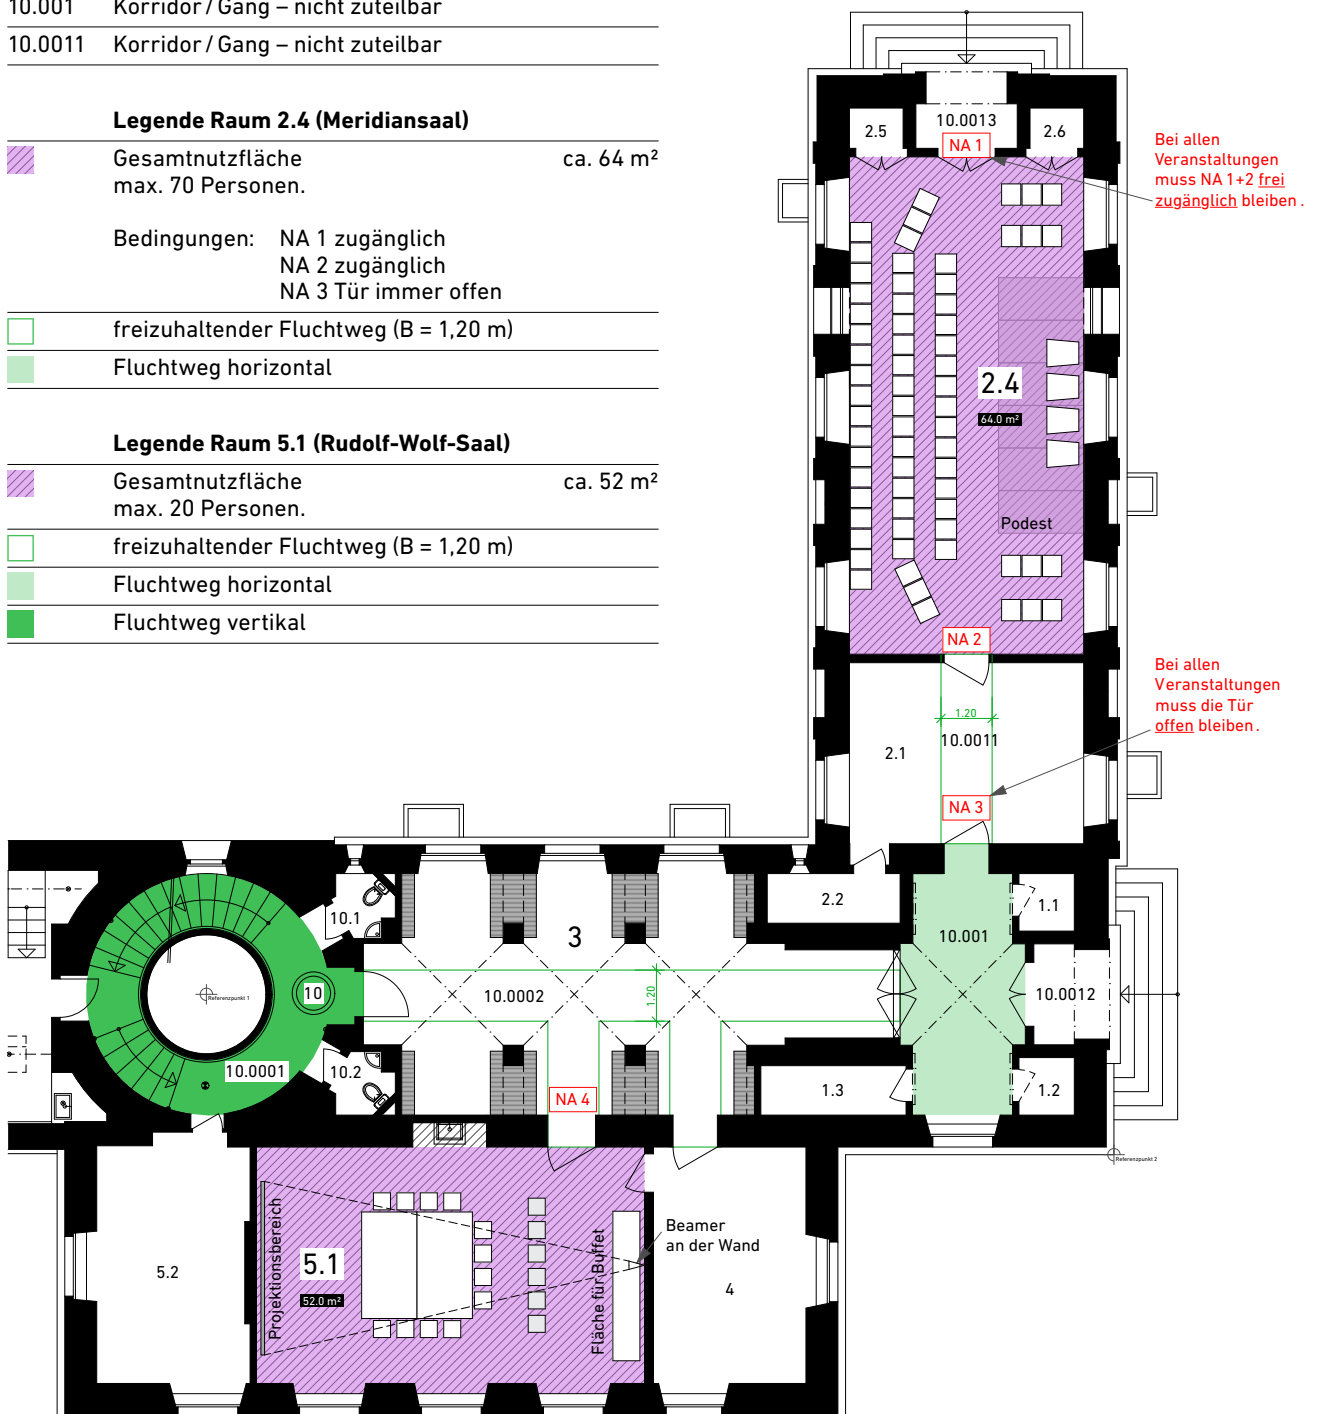 10.001 Korridor / Gang – nicht zuteilbar
10.0011 Korridor / Gang – nicht zuteilbar
Legende Raum 2.4 (Meridiansaal)
Gesamtnutzfläche ca. 64 m²
max. 70 Personen.
Bedingungen: NA 1 zugänglich
NA 2 zugänglich
NA 3 Tür immer offen
freizuhaltender Fluchtweg (B = 1,20 m)
Fluchtweg horizontal
Legende Raum 5.1 (Rudolf-Wolf-Saal)
Gesamtnutzfläche ca. 52 m²
max. 20 Personen.
freizuhaltender Fluchtweg (B = 1,20 m)
Fluchtweg horizontal
Fluchtweg vertikal
2.5
10.0013
2.6
NA 1
Bei allen
Veranstaltungen
muss NA 1+2 frei
zugänglich bleiben.
2.4
64.0 m²
Podest
NA 2
1.20
10.0011
2.1
NA 3
Bei allen
Veranstaltungen
muss die Tür
offen bleiben.
10.1
2.2
1.1
3
10.001
Referenzpunkt 1
10
10.0002
1.20
10.0012
10.0001
10.2
NA 4
1.3
1.2
Referenzpunkt 2
Projektionsbereich
5.1
52.0 m²
Fläche für Buffet
Beamer
an der Wand
5.2
4